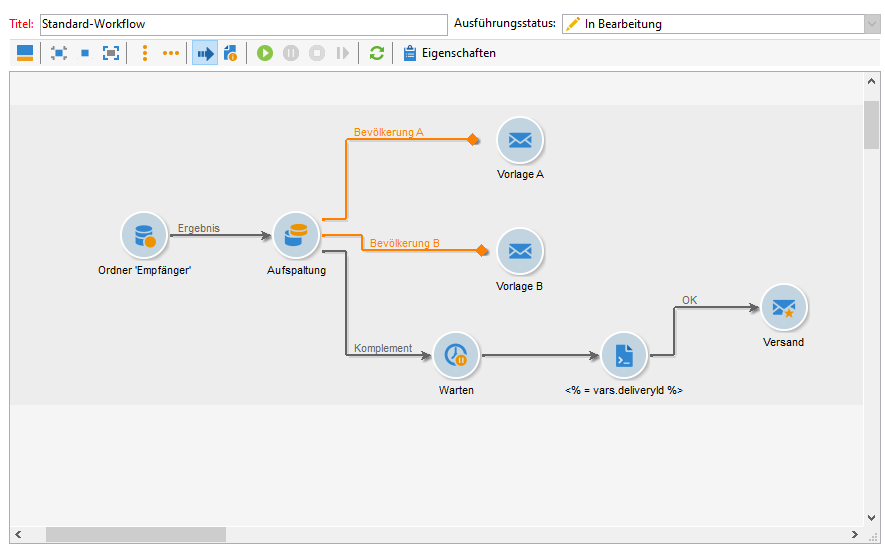 Titel: Standard-Workflow
Ausführungsstatus: In Bearbeitung
Eigenschaften
Bevölkerung A
Vorlage A
Ergebnis
Ordner 'Empfänger'
Aufspaltung
Bevölkerung B
Vorlage B
OK
Versand
Komplement
Warten
<% = vars.deliveryId %>